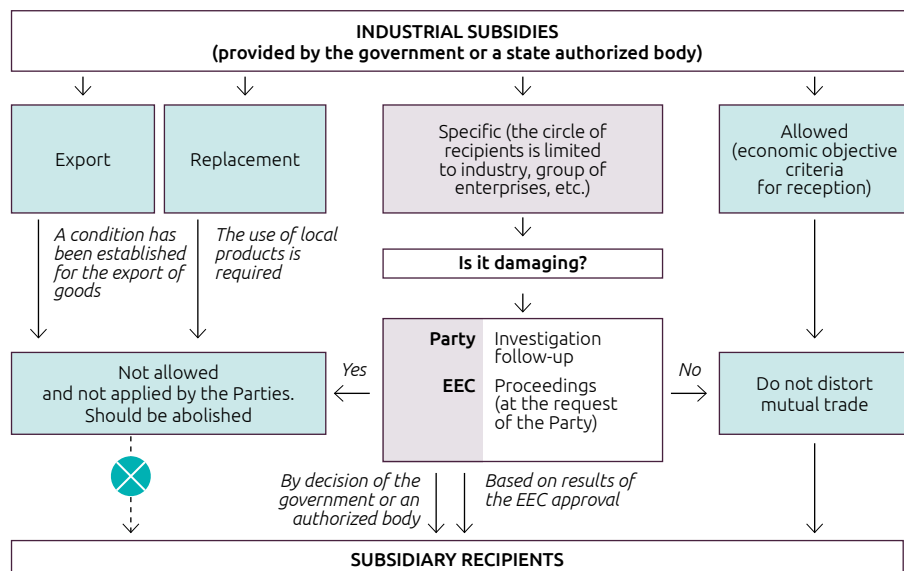 INDUSTRIAL SUBSIDIES
(provided by the government or a state authorized body)
Export
Replacement
Specific (the circle of
recipients is limited
to industry, group of
enterprises, etc.)
Allowed
(economic objective
criteria
for reception)
A condition has
been established
for the export of
goods
The use of local
products is
required
Is it damaging?
Not allowed
and not applied by the Parties.
Should be abolished
Yes
Party
Investigation
follow-up
EEC
Proceedings
(at the request
of the Party)
No
Do not distort
mutual trade
By decision of the
government or an
authorized body
Based on results of
the EEC approval
SUBSIDIARY RECIPIENTS